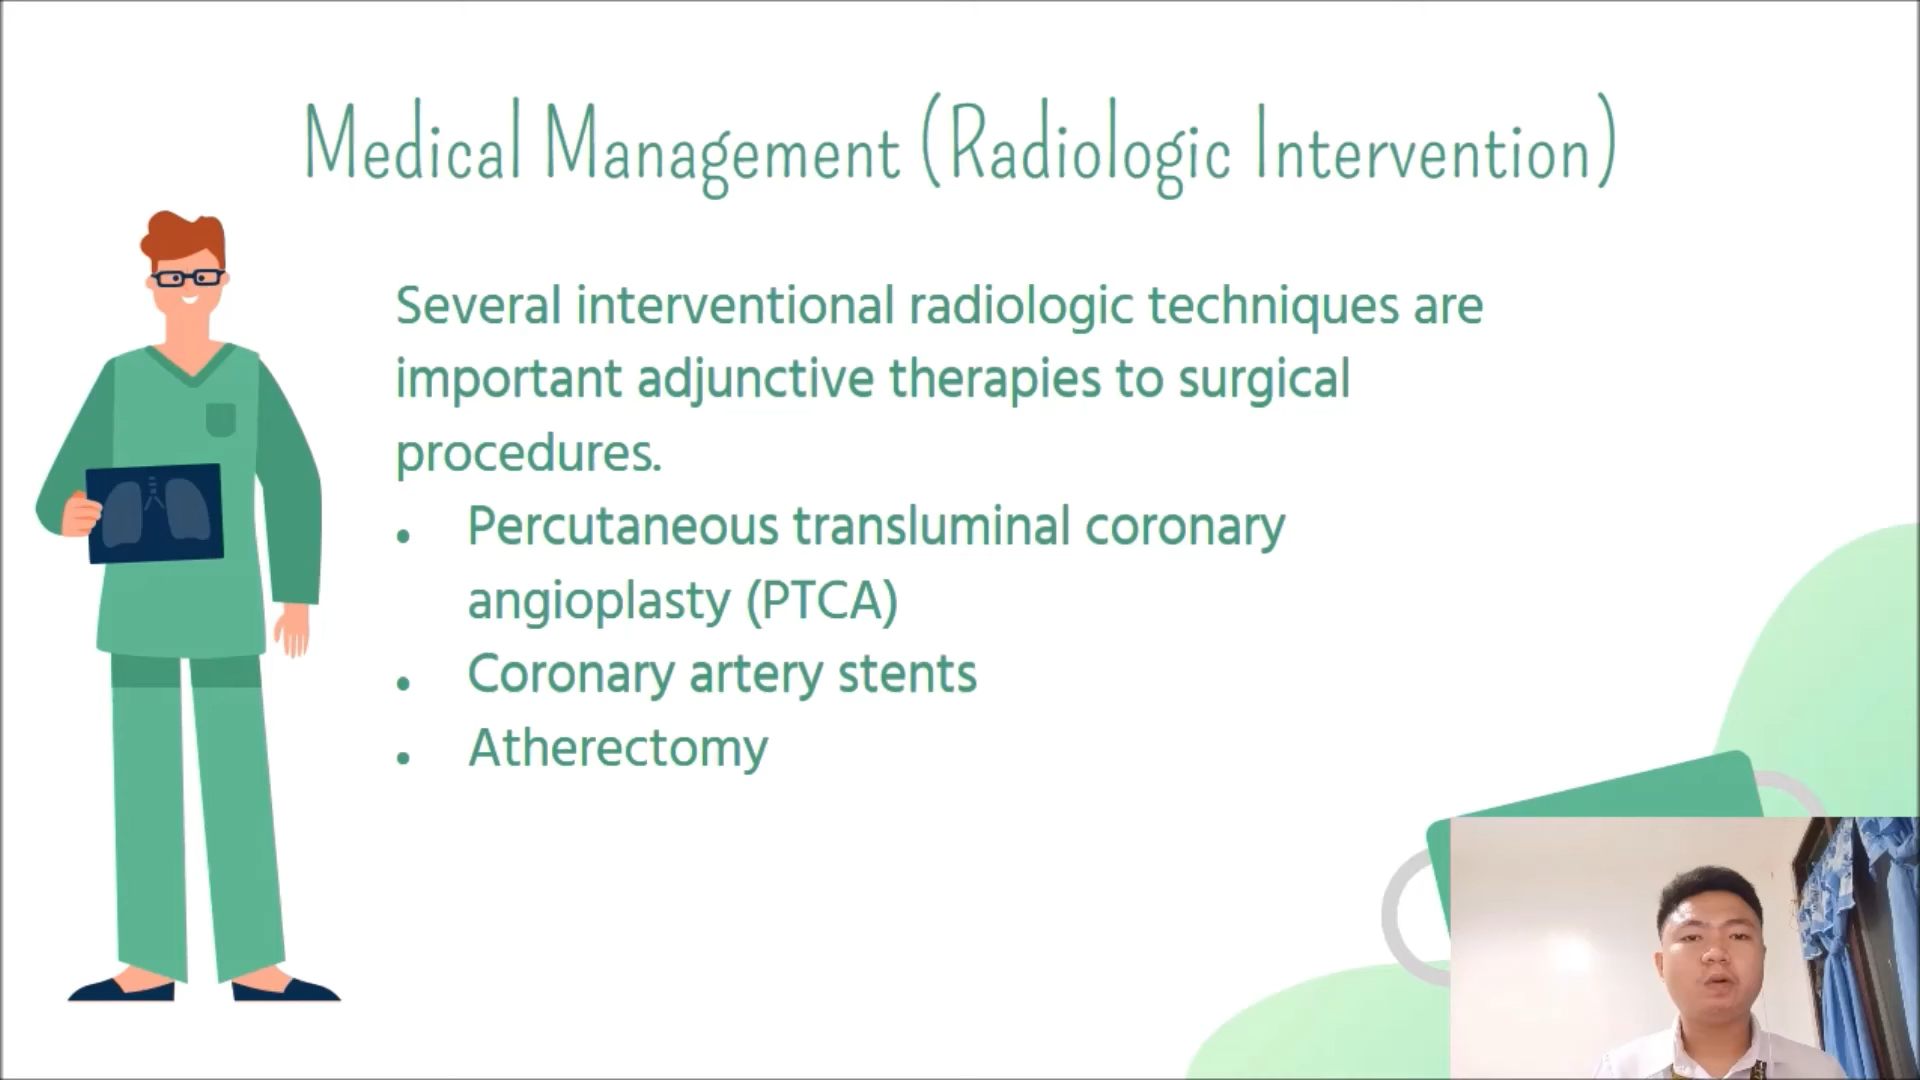 Medical Management (Radiologic Intervention)
Several interventional radiologic techniques are
important adjunctive therapies to surgical
procedures.
• Percutaneous transluminal coronary
angioplasty (PTCA)
• Coronary artery stents
• Atherectomy